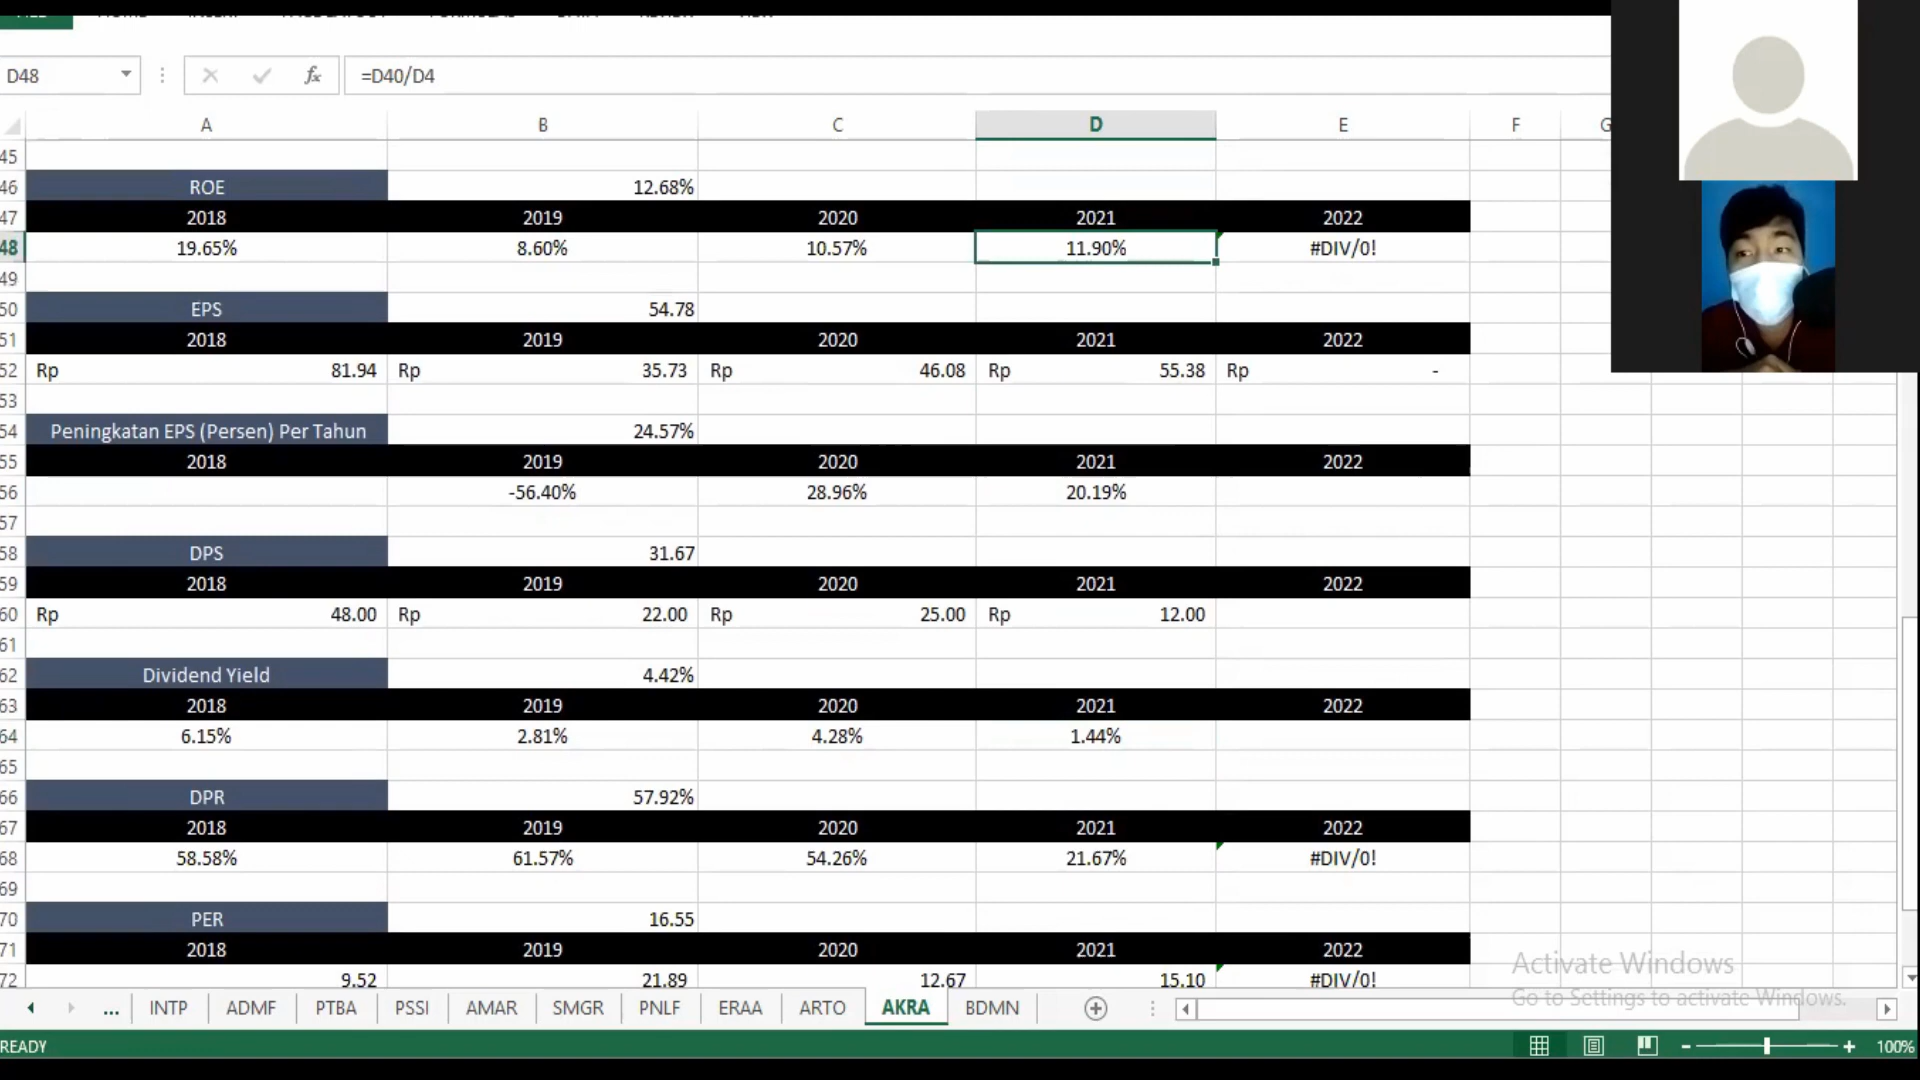 D48 fx =D40/D4
A B C D E F G
45
46 ROE 12.68%
47 2018 2019 2020 2021 2022
48 19.65% 8.60% 10.57% 11.90% #DIV/0!
49
50 EPS 54.78
51 2018 2019 2020 2021 2022
52 Rp 81.94 Rp 35.73 Rp 46.08 Rp 55.38 Rp -
53
54 Peningkatan EPS (Persen) Per Tahun 24.57%
55 2018 2019 2020 2021 2022
56 -56.40% 28.96% 20.19%
57
58 DPS 31.67
59 2018 2019 2020 2021 2022
60 Rp 48.00 Rp 22.00 Rp 25.00 Rp 12.00
61
62 Dividend Yield 4.42%
63 2018 2019 2020 2021 2022
64 6.15% 2.81% 4.28% 1.44%
65
66 DPR 57.92%
67 2018 2019 2020 2021 2022
68 58.58% 61.57% 54.26% 21.67% #DIV/0!
69
70 PER 16.55
71 2018 2019 2020 2021 2022
72 9.52 21.89 12.67 15.10 #DIV/0!
Activate Windows
Go to Settings to activate Windows.
... INTP ADMF PTBA PSSI AMAR SMGR PNLF ERAA ARTO AKRA BDMN
READY 100%